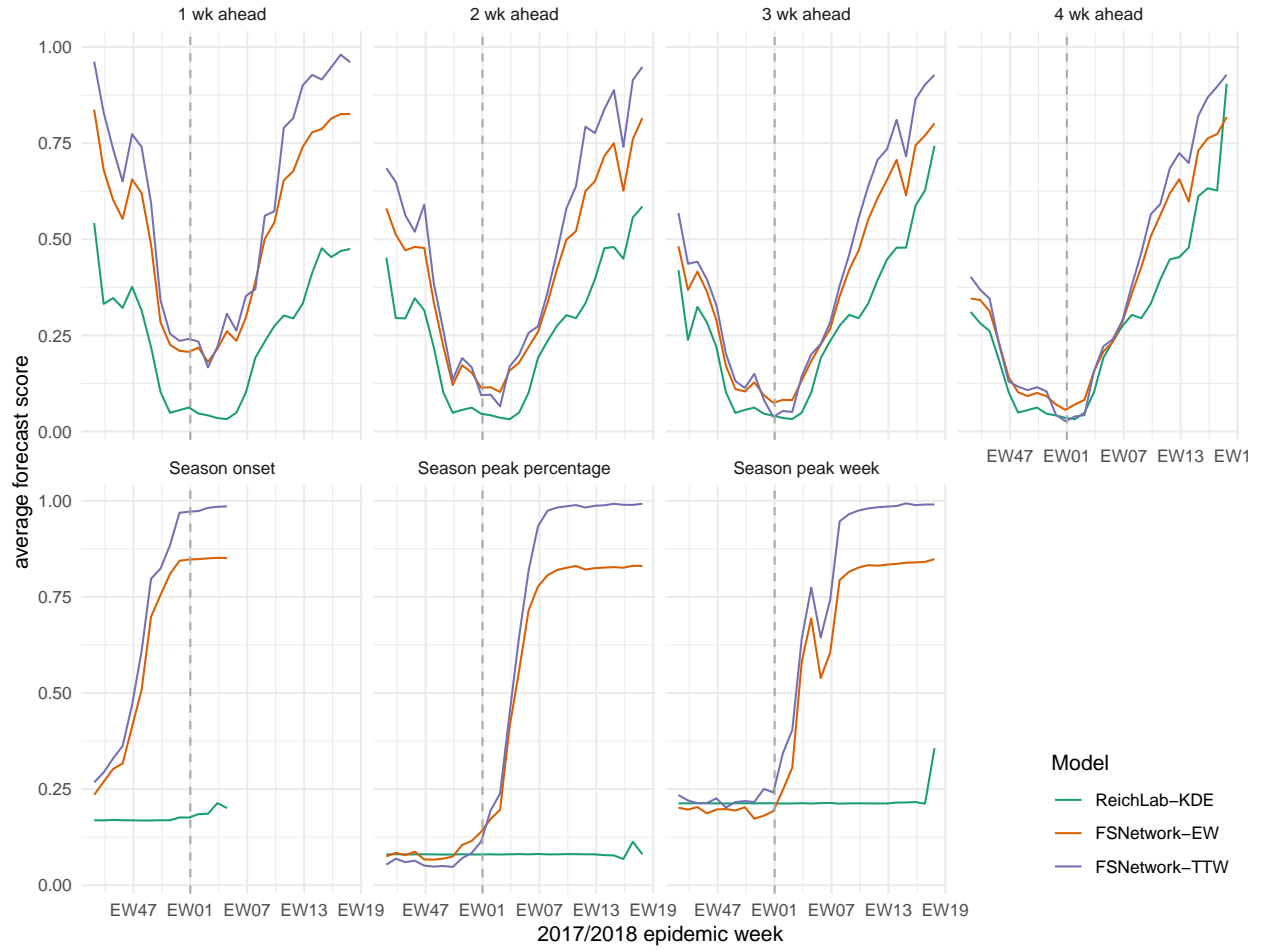 1 wk ahead
2 wk ahead
3 wk ahead
4 wk ahead
1.00
0.75
0.50
0.25
0.00
EW47 EW01 EW07 EW13 EW1
Season onset
Season peak percentage
Season peak week
1.00
0.75
0.50
0.25
0.00
EW47 EW01 EW07 EW13 EW19
EW47 EW01 EW07 EW13 EW19
EW47 EW01 EW07 EW13 EW19
average forecast score
2017/2018 epidemic week
Model
ReichLab−KDE
FSNetwork−EW
FSNetwork−TTW